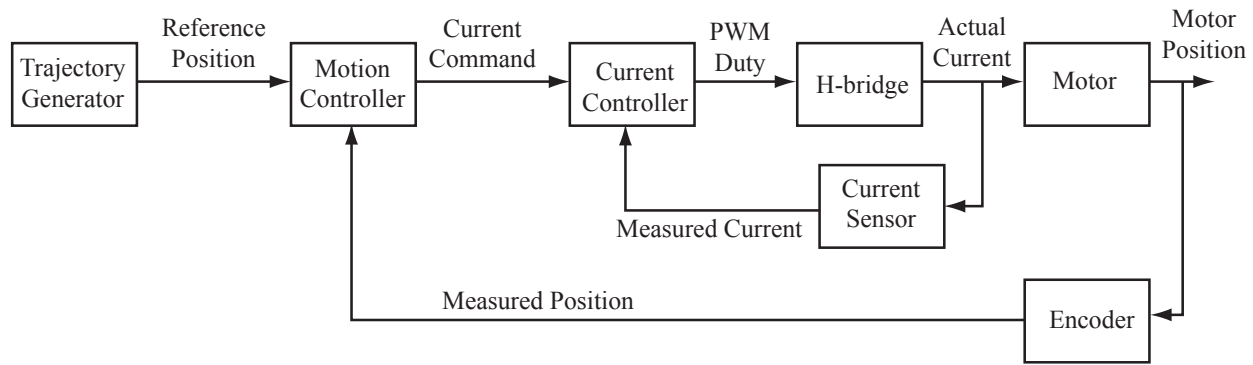 Trajectory
Generator
Reference
Position
Motion
Controller
Current
Command
Current
Controller
PWM
Duty
H-bridge
Actual
Current
Motor
Motor
Position
Current
Sensor
Measured Current
Encoder
Measured Position